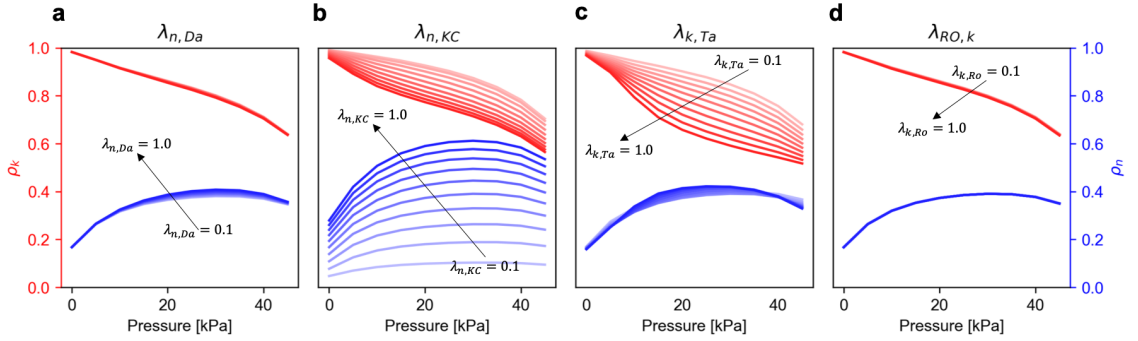 a
b
c
d
λn,Da
λn,KC
λk,Ta
λRO,k
1.0
0.8
0.6
0.4
0.2
0.0
ρk
λn,Da = 1.0
λn,Da = 0.1
λn,KC = 1.0
λn,KC = 0.1
λk,Ta = 0.1
λk,Ta = 1.0
λk,Ro = 0.1
λk,Ro = 1.0
1.0
0.8
0.6
0.4
0.2
0.0
ρn
0 20 40
0 20 40
0 20 40
0 20 40
Pressure [kPa]
Pressure [kPa]
Pressure [kPa]
Pressure [kPa]